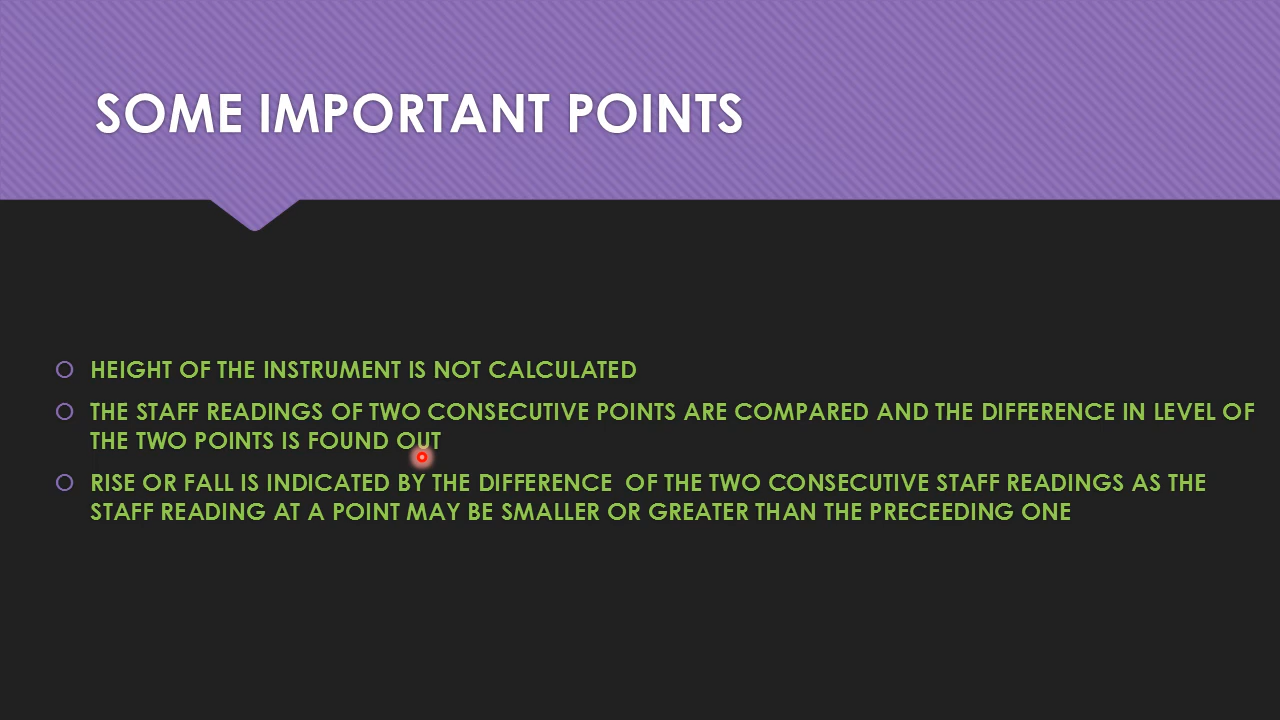 SOME IMPORTANT POINTS
HEIGHT OF THE INSTRUMENT IS NOT CALCULATED
THE STAFF READINGS OF TWO CONSECUTIVE POINTS ARE COMPARED AND THE DIFFERENCE IN LEVEL OF
THE TWO POINTS IS FOUND OUT
RISE OR FALL IS INDICATED BY THE DIFFERENCE  OF THE TWO CONSECUTIVE STAFF READINGS AS THE
STAFF READING AT A POINT MAY BE SMALLER OR GREATER THAN THE PRECEEDING ONE